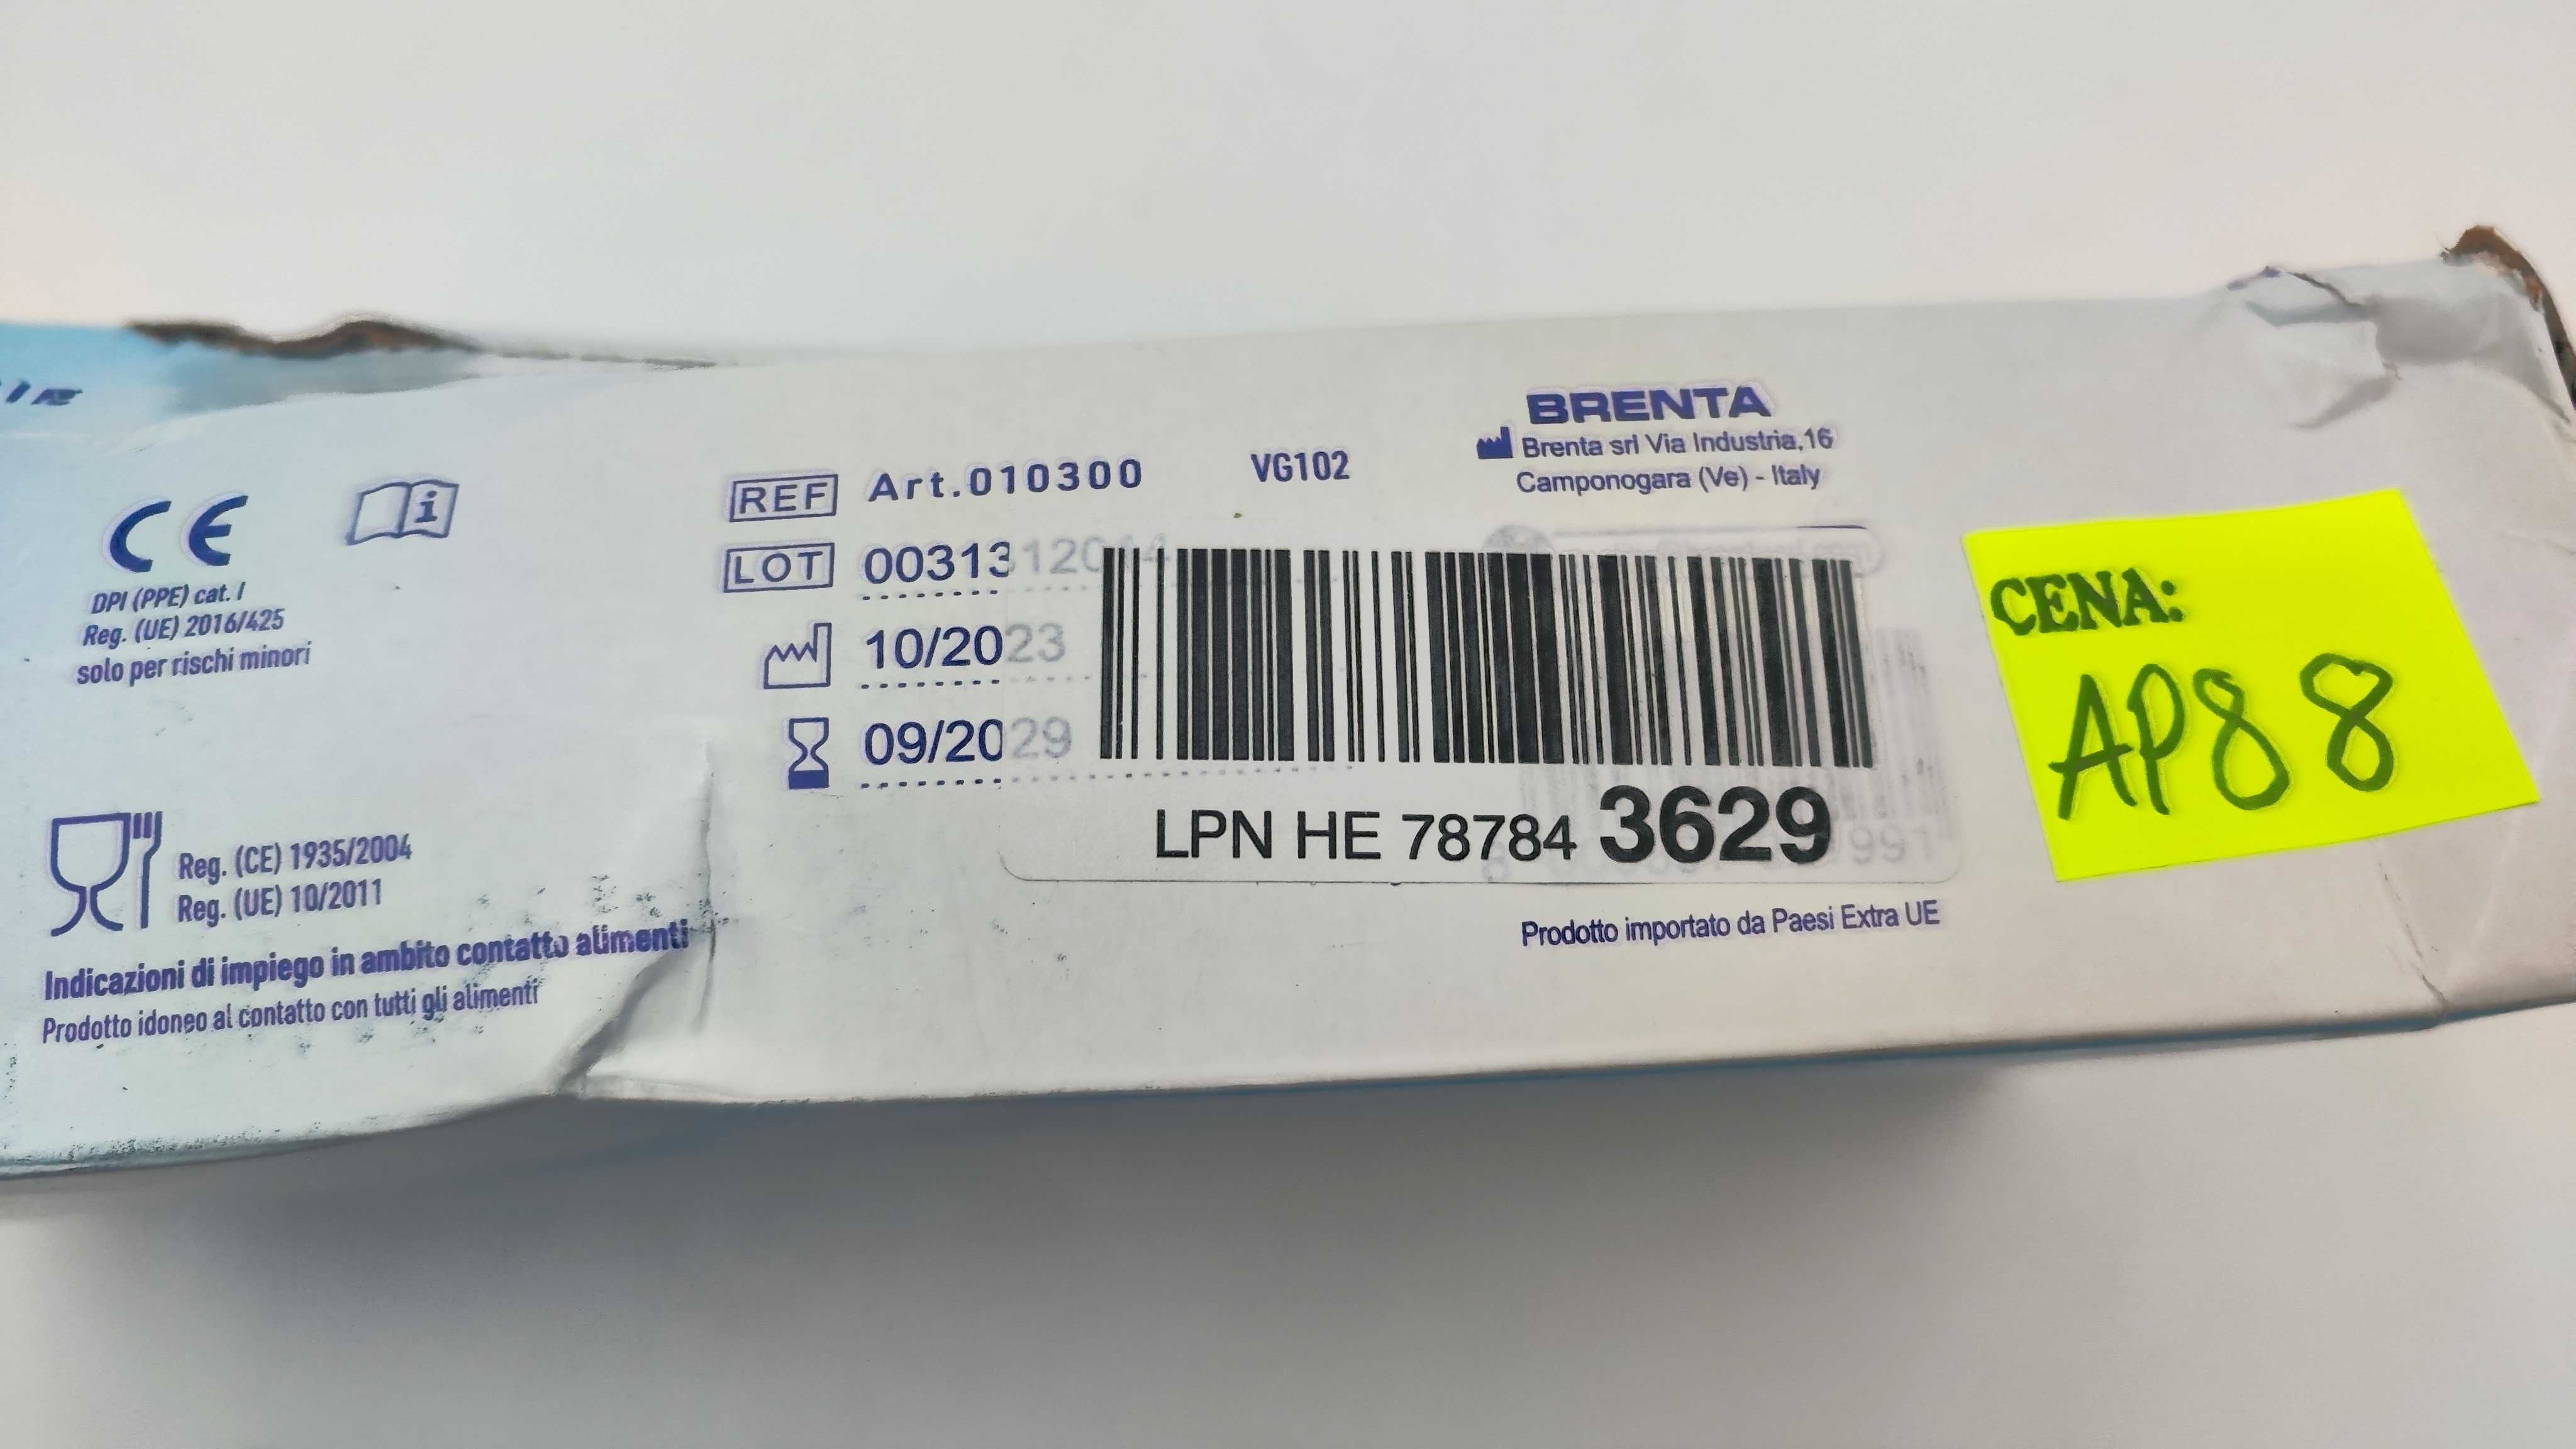 CE
DPI (PPE) cat. I
Reg. (UE) 2016/425
solo per rischi minori
Reg. (CE) 1935/2004
Reg. (UE) 10/2011
Indicazioni di impiego in ambito contatto alimenti
Prodotto idoneo al contatto con tutti gli alimenti
REF Art.010300 VG102
LOT 00313
10/2023
09/2029
BRENTA
Brenta srl Via Industria,16
Camponogara (Ve) - Italy
LPN HE 78784 3629
Prodotto importato da Paesi Extra UE
CENA:
AP88